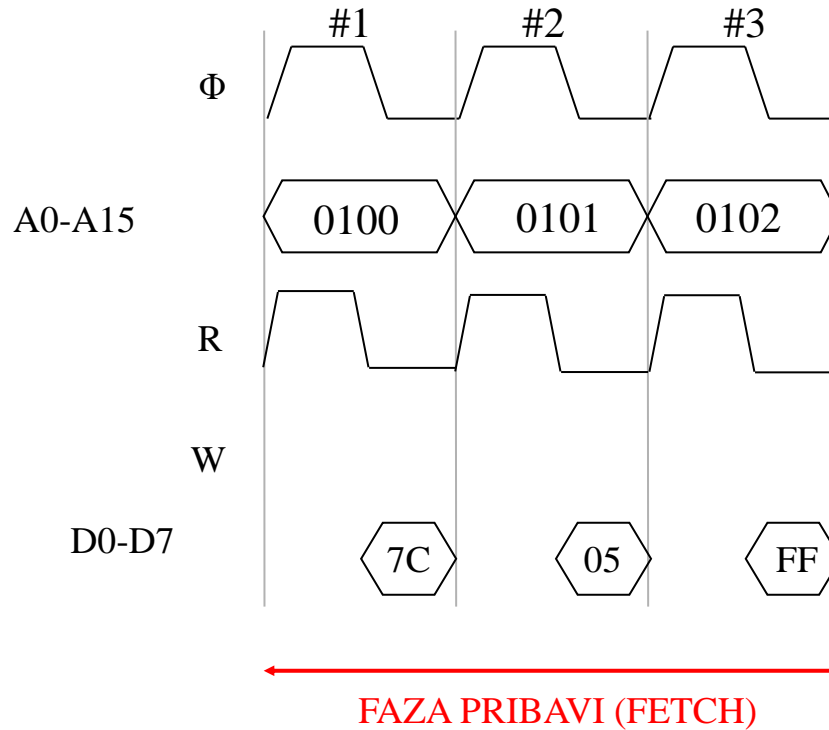 #1 #2 #3
Φ
A0-A15 0100 0101 0102
R
W
D0-D7 7C 05 FF
FAZA PRIBAVI (FETCH)